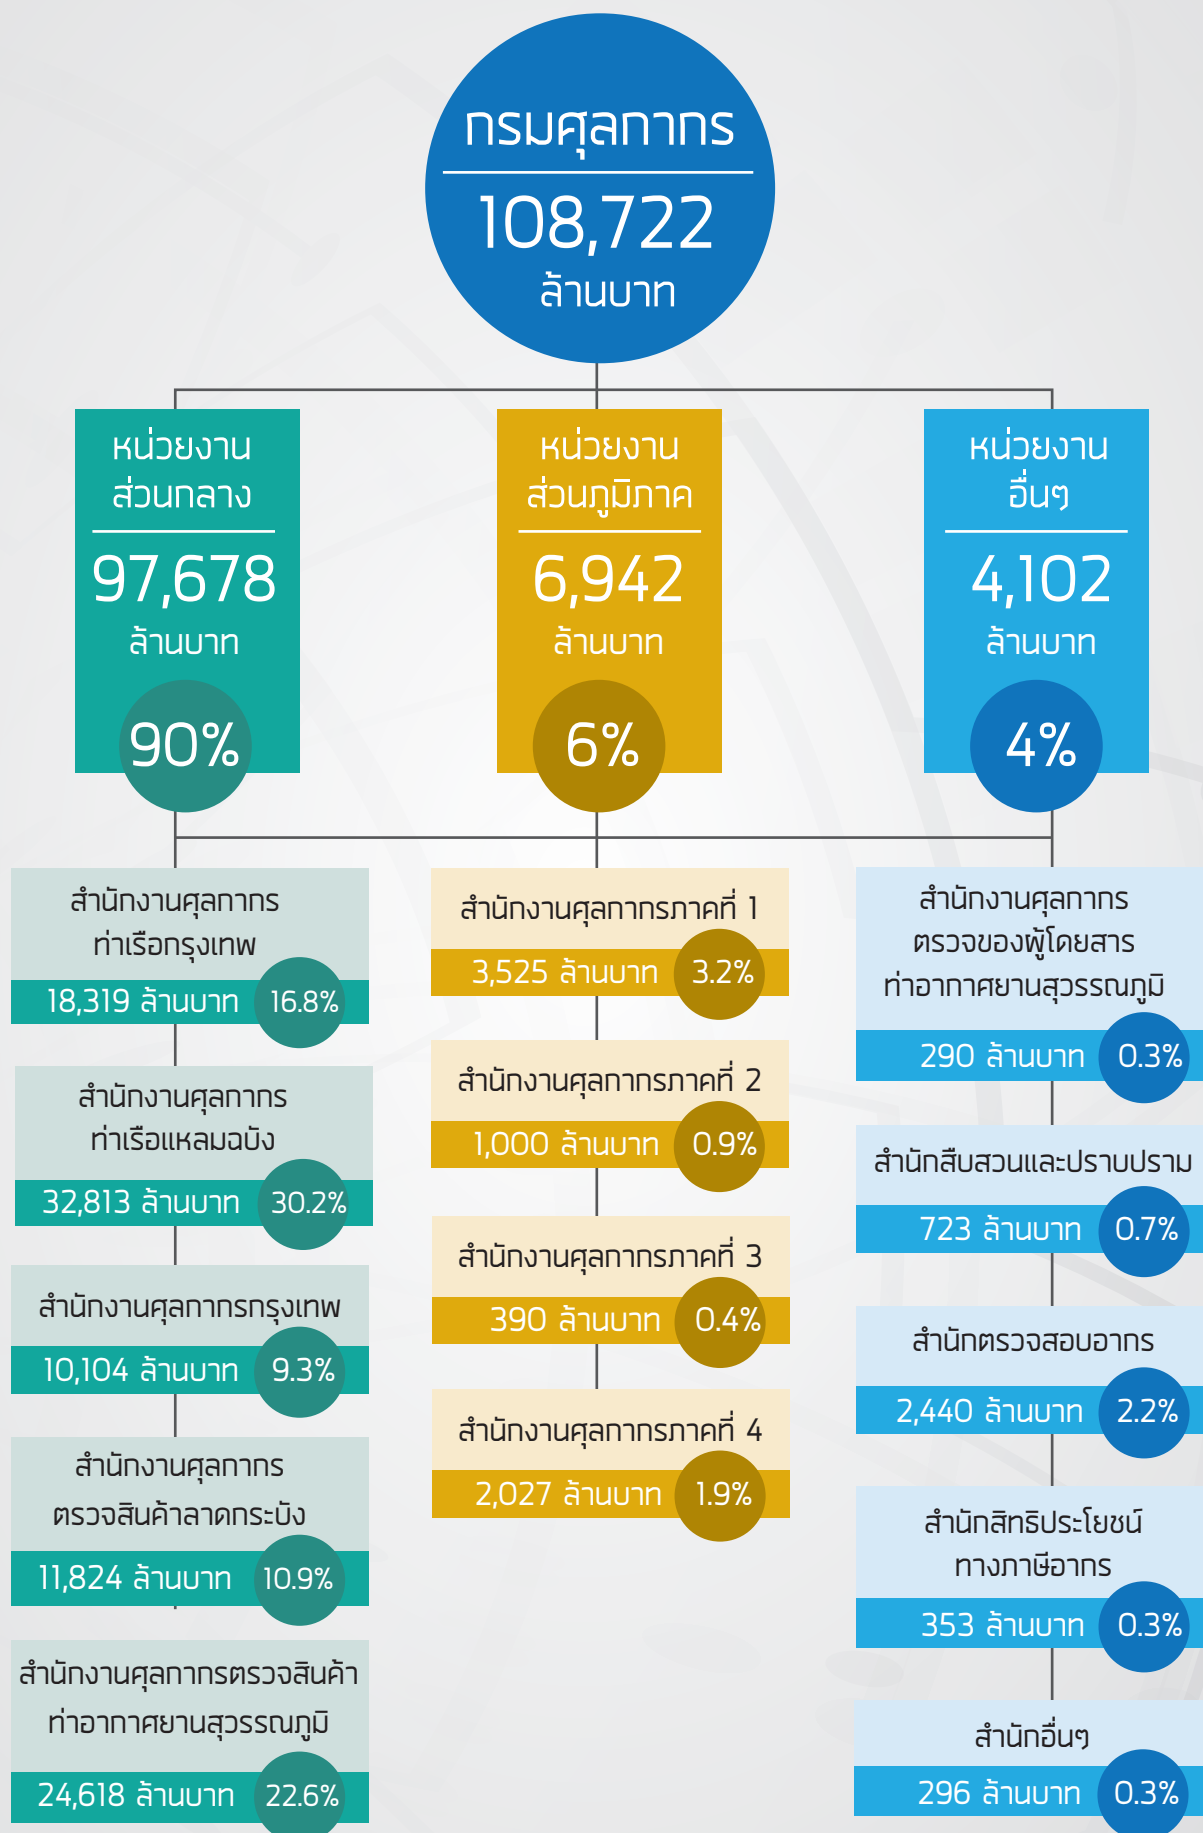 กรมศุลกากร
108,722
ล้านบาท
หน่วยงาน
ส่วนกลาง
97,678
ล้านบาท
90%
หน่วยงาน
ส่วนภูมิภาค
6,942
ล้านบาท
6%
หน่วยงาน
อื่นๆ
4,102
ล้านบาท
4%
สำนักงานศุลกากร
ท่าเรือกรุงเทพ
18,319 ล้านบาท 16.8%
สำนักงานศุลกากร
ท่าเรือแหลมฉบัง
32,813 ล้านบาท 30.2%
สำนักงานศุลกากรกรุงเทพ
10,104 ล้านบาท 9.3%
สำนักงานศุลกากร
ตรวจสินค้าลาดกระบัง
11,824 ล้านบาท 10.9%
สำนักงานศุลกากรตรวจสินค้า
ท่าอากาศยานสุวรรณภูมิ
24,618 ล้านบาท 22.6%
สำนักงานศุลกากรภาคที่ 1
3,525 ล้านบาท 3.2%
สำนักงานศุลกากรภาคที่ 2
1,000 ล้านบาท 0.9%
สำนักงานศุลกากรภาคที่ 3
390 ล้านบาท 0.4%
สำนักงานศุลกากรภาคที่ 4
2,027 ล้านบาท 1.9%
สำนักงานศุลกากร
ตรวจของผู้โดยสาร
ท่าอากาศยานสุวรรณภูมิ
290 ล้านบาท 0.3%
สำนักสืบสวนและปราบปราม
723 ล้านบาท 0.7%
สำนักตรวจสอบอากร
2,440 ล้านบาท 2.2%
สำนักสิทธิประโยชน์
ทางภาษีอากร
353 ล้านบาท 0.3%
สำนักอื่นๆ
296 ล้านบาท 0.3%